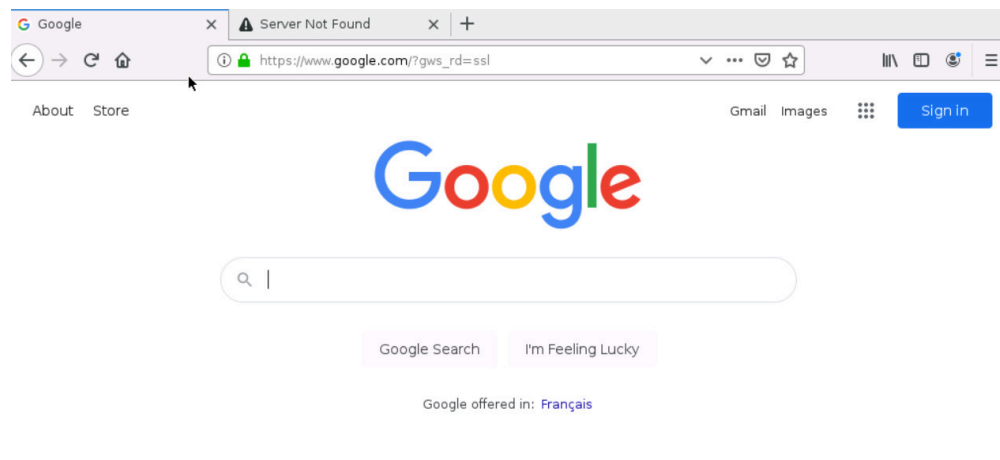 Google Server Not Found
https://www.google.com/?gws_rd=ssl
About Store Gmail Images Sign in
Google
Google Search I'm Feeling Lucky
Google offered in: Français